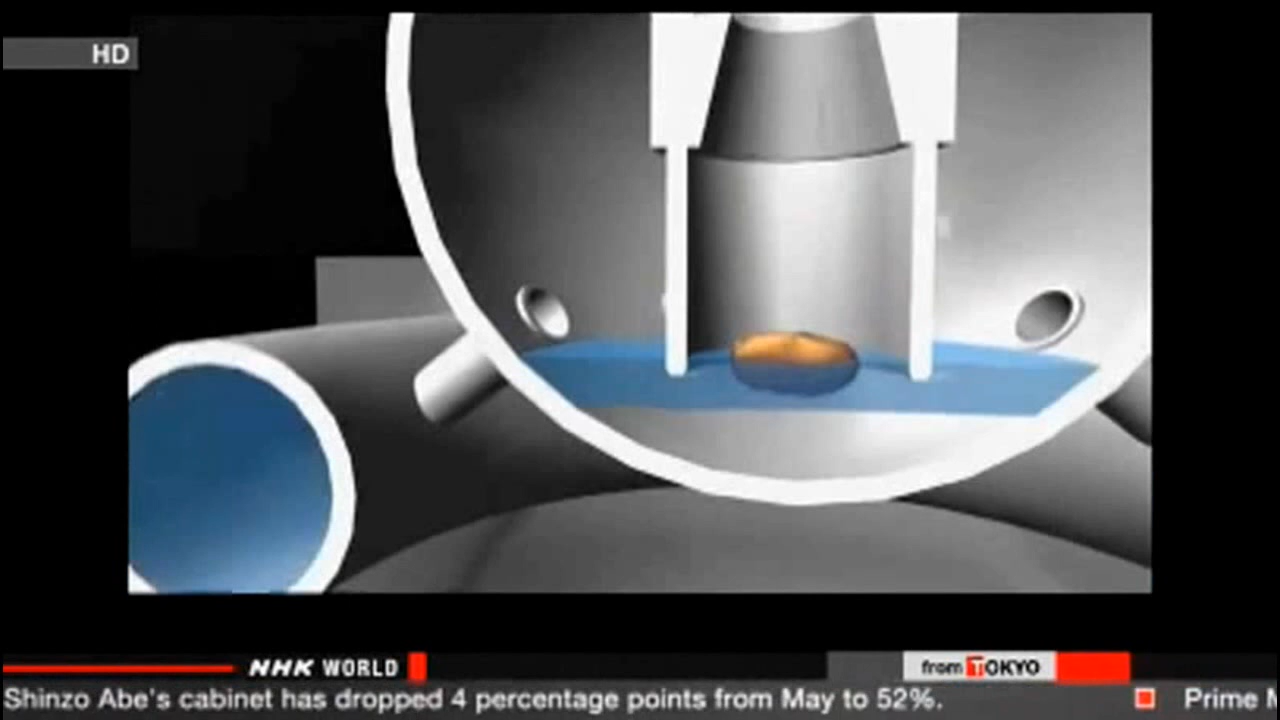 HD
NHK WORLD
from TOKYO
Shinzo Abe's cabinet has dropped 4 percentage points from May to 52%.
Prime